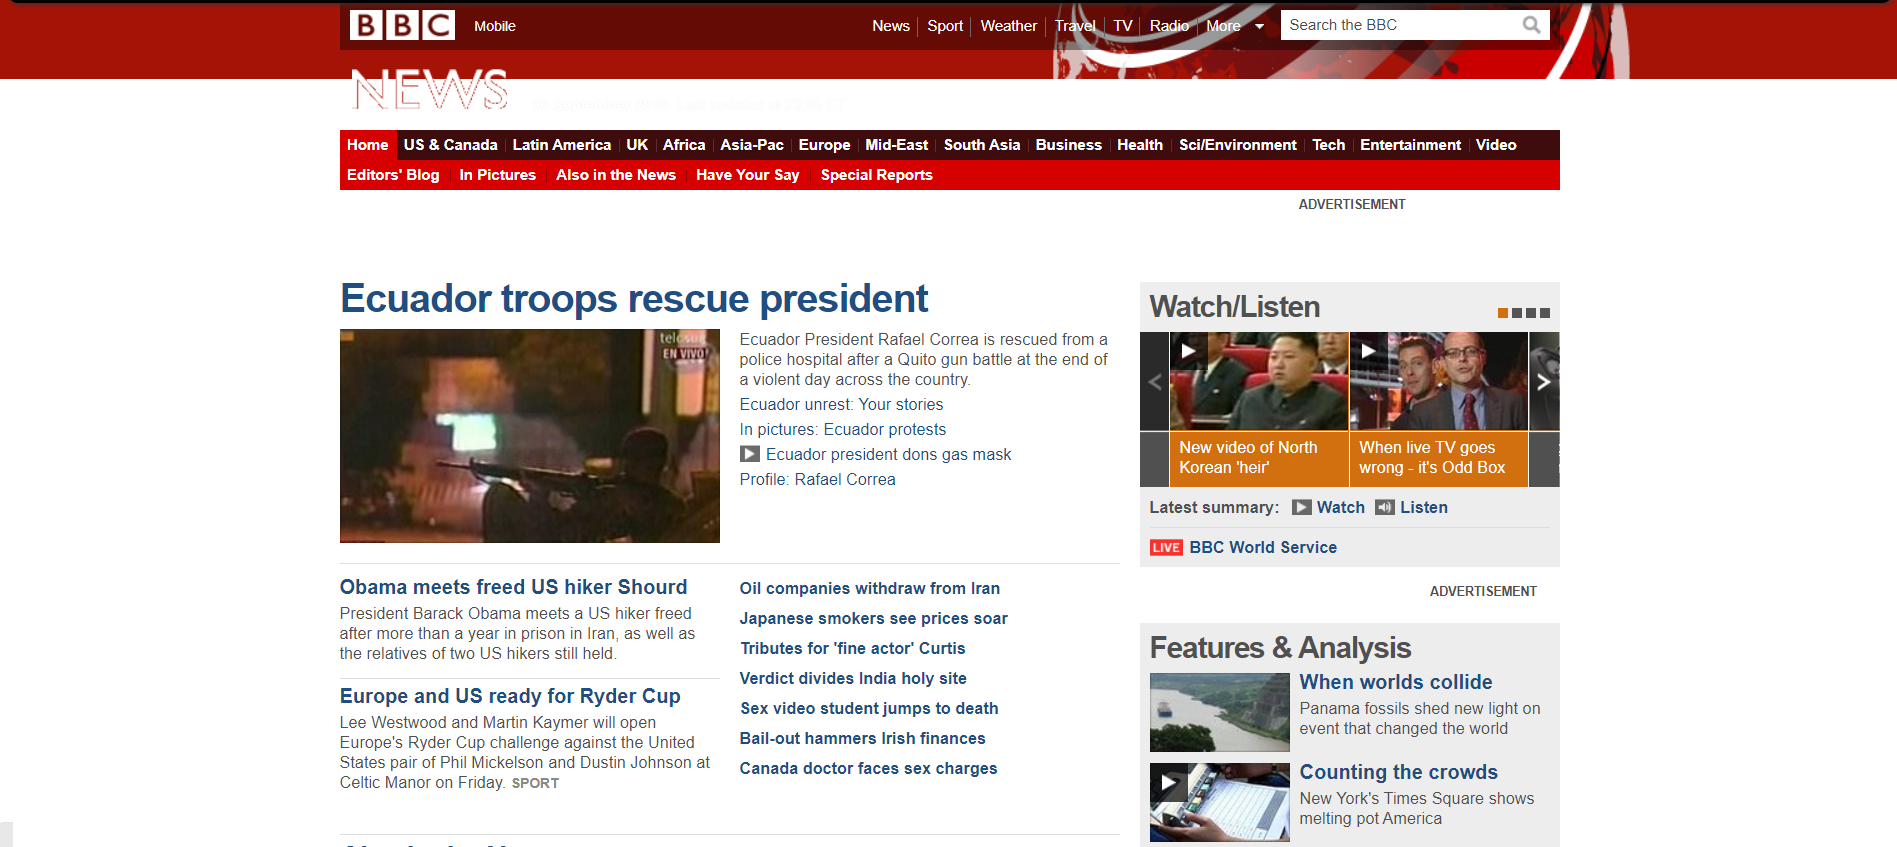 BBC
Mobile
News
Sport
Weather
Travel
TV
Radio
More
Search the BBC
NEWS
Home
US & Canada
Latin America
UK
Africa
Asia-Pac
Europe
Mid-East
South Asia
Business
Health
Sci/Environment
Tech
Entertainment
Video
Editors' Blog
In Pictures
Also in the News
Have Your Say
Special Reports
ADVERTISEMENT
Ecuador troops rescue president
telesur
EN VIVO
Ecuador President Rafael Correa is rescued from a
police hospital after a Quito gun battle at the end of
a violent day across the country.
Ecuador unrest: Your stories
In pictures: Ecuador protests
Ecuador president dons gas mask
Profile: Rafael Correa
Obama meets freed US hiker Shourd
President Barack Obama meets a US hiker freed
after more than a year in prison in Iran, as well as
the relatives of two US hikers still held.
Europe and US ready for Ryder Cup
Lee Westwood and Martin Kaymer will open
Europe's Ryder Cup challenge against the United
States pair of Phil Mickelson and Dustin Johnson at
Celtic Manor on Friday. SPORT
Oil companies withdraw from Iran
Japanese smokers see prices soar
Tributes for 'fine actor' Curtis
Verdict divides India holy site
Sex video student jumps to death
Bail-out hammers Irish finances
Canada doctor faces sex charges
Watch/Listen
New video of North
Korean 'heir'
When live TV goes
wrong - it's Odd Box
Latest summary:
Watch
Listen
LIVE BBC World Service
ADVERTISEMENT
Features & Analysis
When worlds collide
Panama fossils shed new light on
event that changed the world
Counting the crowds
New York's Times Square shows
melting pot America